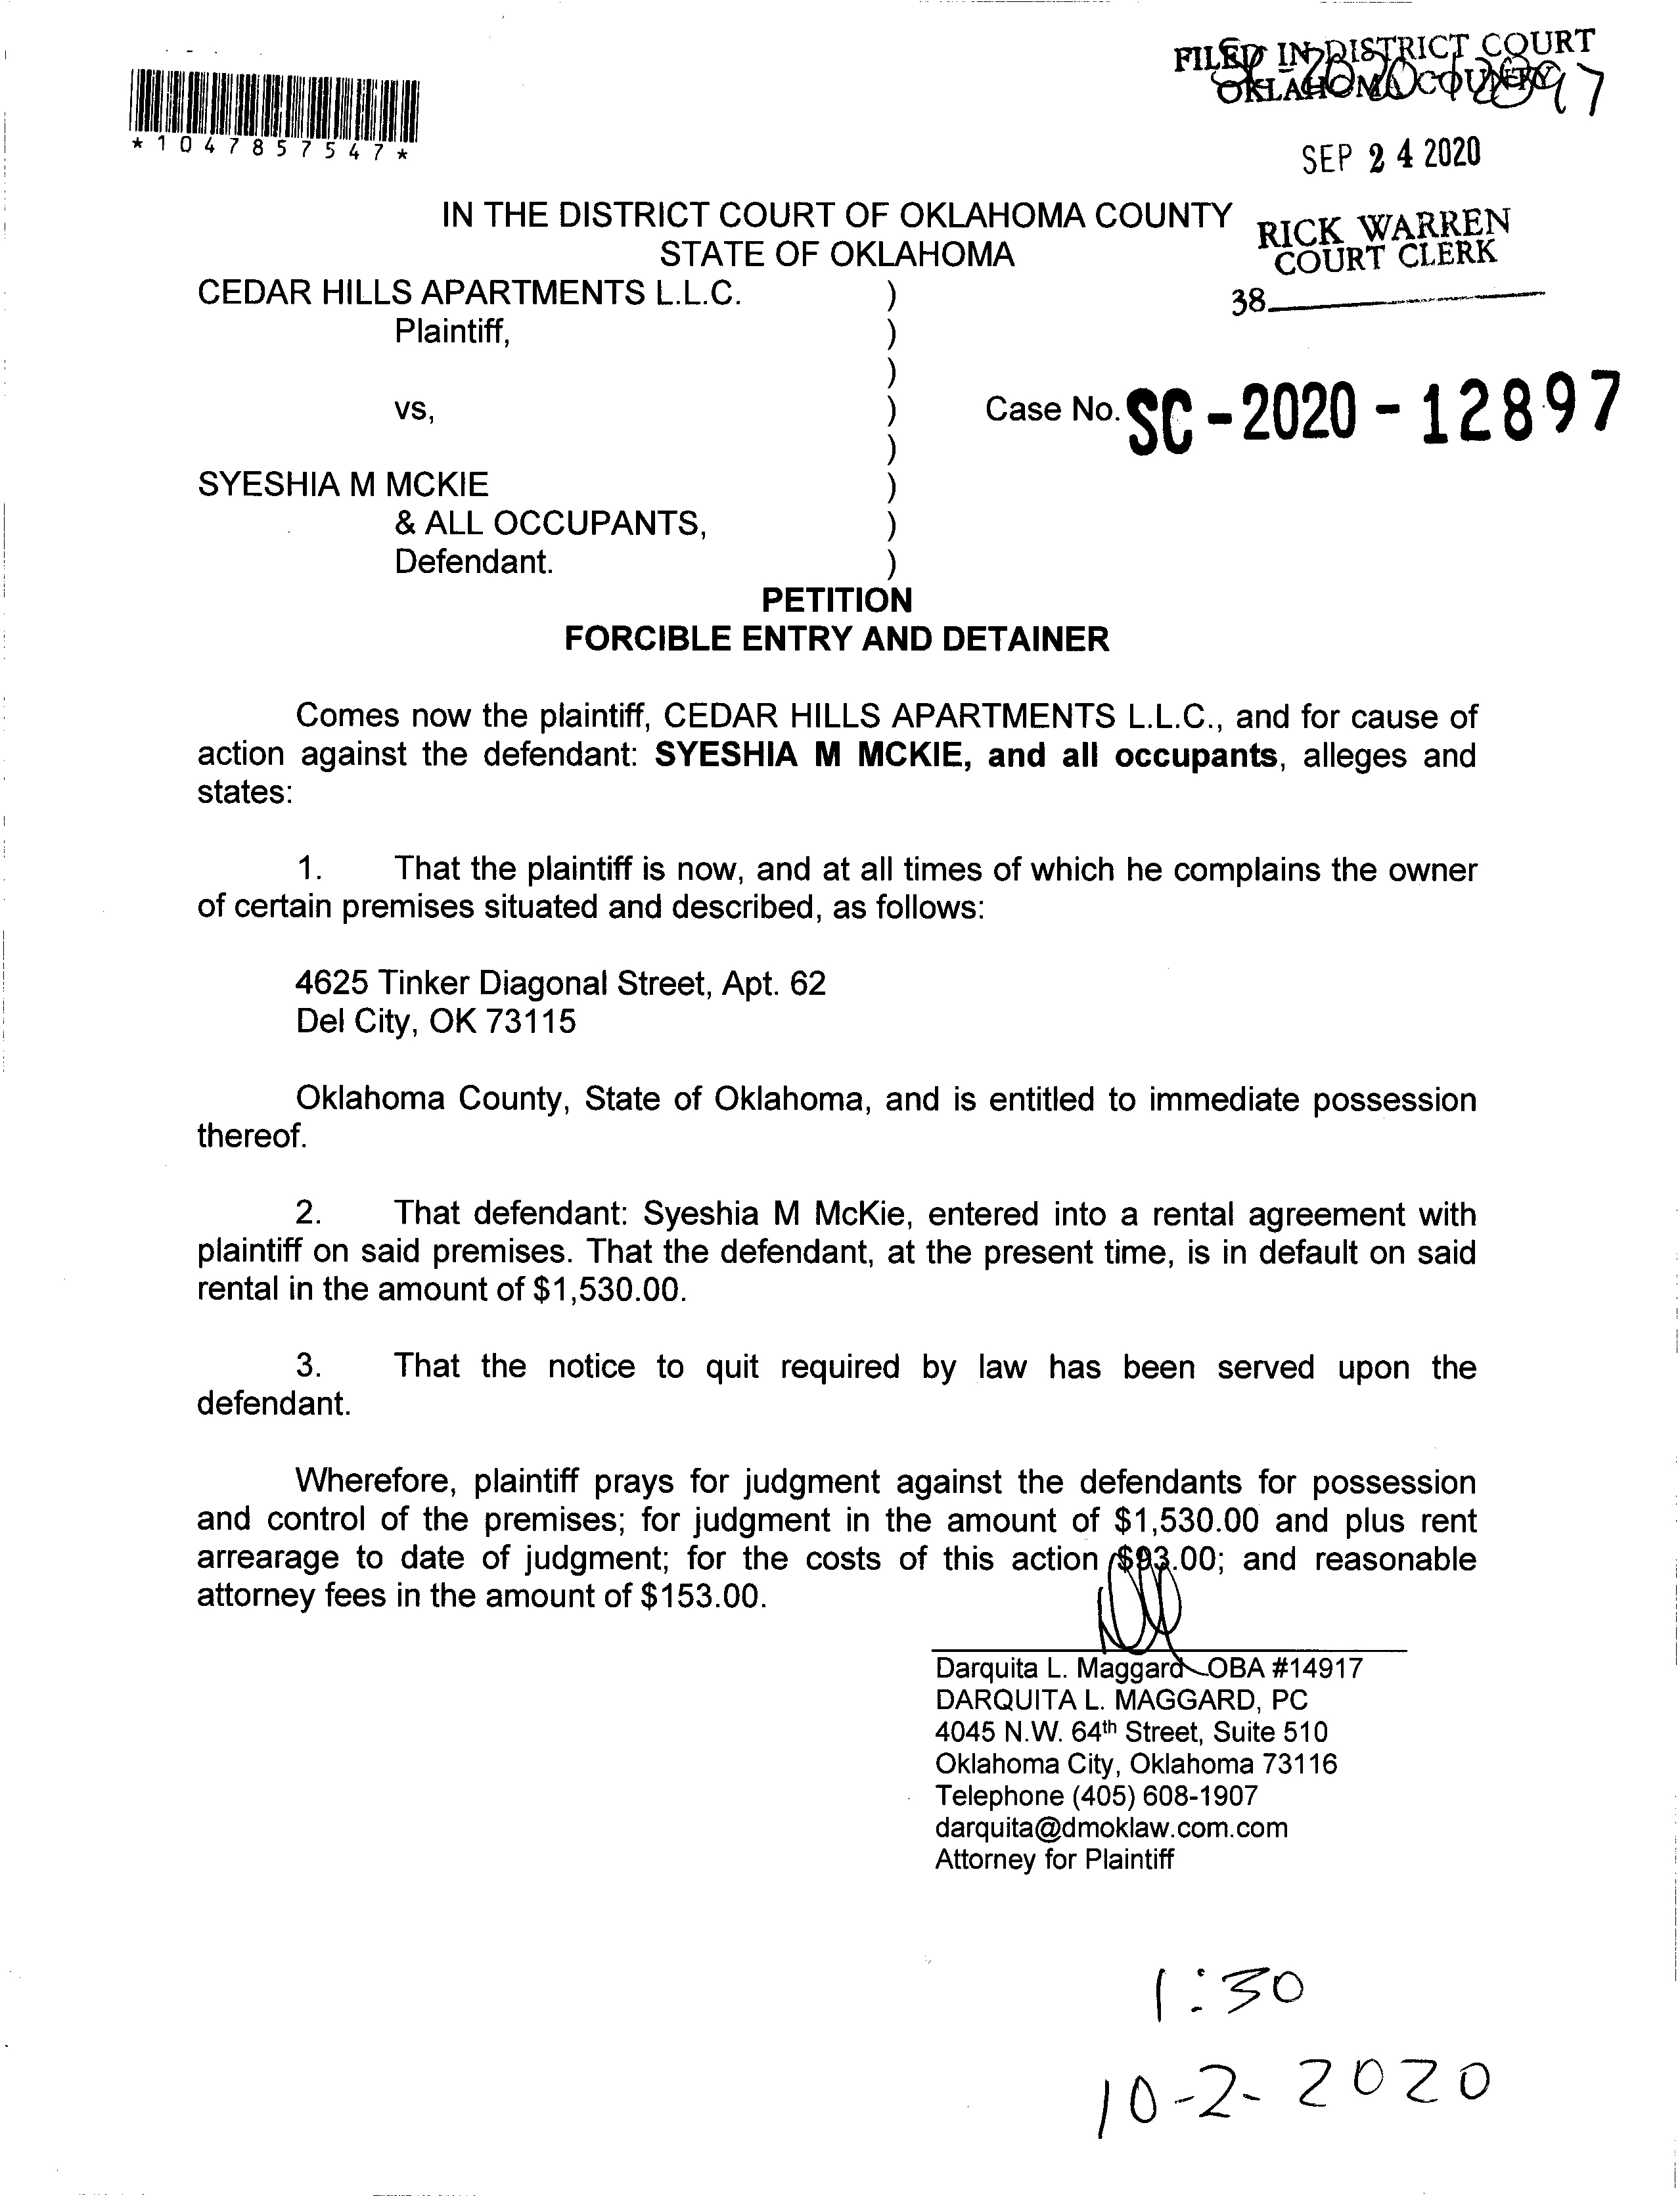 FILED IN DISTRICT COURT
OKLAHOMA COUNTY
SC-2020-12897
*1047857547*
SEP 24 2020
IN THE DISTRICT COURT OF OKLAHOMA COUNTY
STATE OF OKLAHOMA
RICK WARREN
COURT CLERK
38
CEDAR HILLS APARTMENTS L.L.C. )
Plaintiff, )
)
vs, ) Case No. SC-2020-12897
)
SYESHIA M MCKIE )
& ALL OCCUPANTS, )
Defendant. )
PETITION
FORCIBLE ENTRY AND DETAINER
Comes now the plaintiff, CEDAR HILLS APARTMENTS L.L.C., and for cause of
action against the defendant: SYESHIA M MCKIE, and all occupants, alleges and
states:
1. That the plaintiff is now, and at all times of which he complains the owner
of certain premises situated and described, as follows:
4625 Tinker Diagonal Street, Apt. 62
Del City, OK 73115
Oklahoma County, State of Oklahoma, and is entitled to immediate possession
thereof.
2. That defendant: Syeshia M McKie, entered into a rental agreement with
plaintiff on said premises. That the defendant, at the present time, is in default on said
rental in the amount of $1,530.00.
3. That the notice to quit required by law has been served upon the
defendant.
Wherefore, plaintiff prays for judgment against the defendants for possession
and control of the premises; for judgment in the amount of $1,530.00 and plus rent
arrearage to date of judgment; for the costs of this action $93.00; and reasonable
attorney fees in the amount of $153.00.
Darquita L. Maggard OBA #14917
DARQUITA L. MAGGARD, PC
4045 N.W. 64th Street, Suite 510
Oklahoma City, Oklahoma 73116
Telephone (405) 608-1907
darquita@dmoklaw.com.com
Attorney for Plaintiff
1:30
10-2-2020